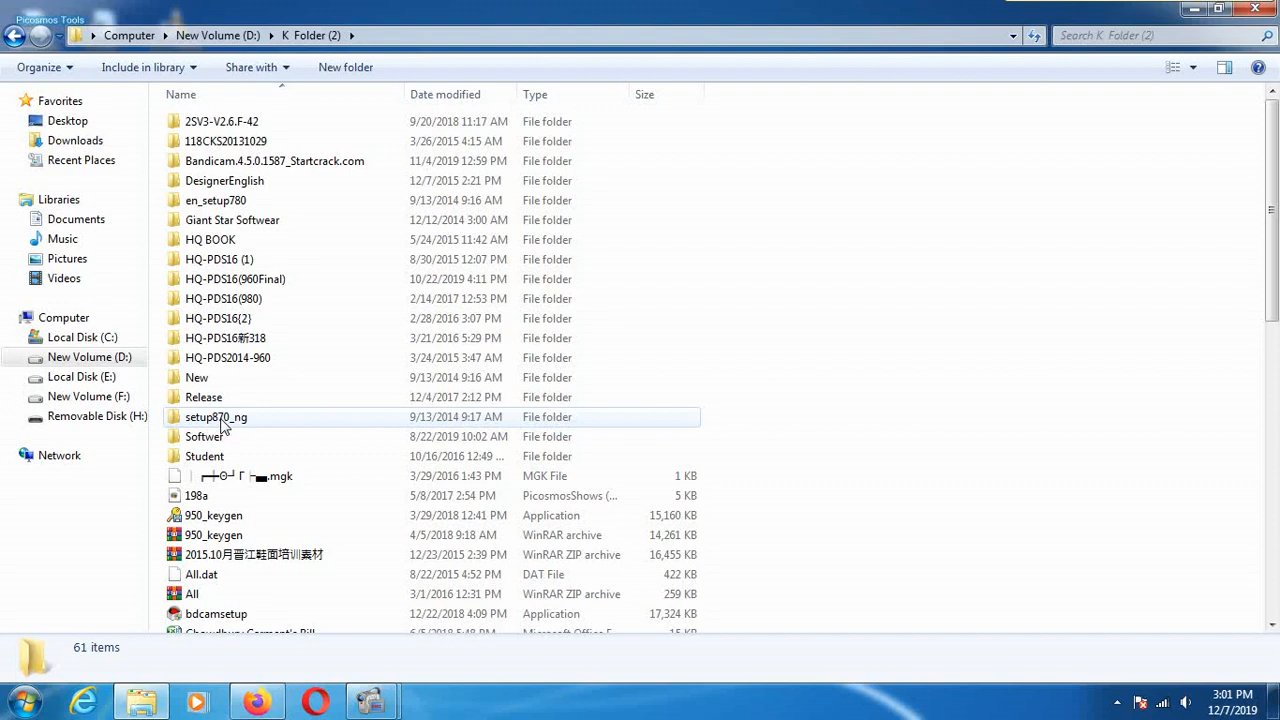 Picosmos Tools
Computer New Volume (D:) K Folder (2)
Search K Folder (2)
Organize Include in library Share with New folder
Name Date modified Type Size
Favorites
Desktop
Downloads
Recent Places
Libraries
Documents
Music
Pictures
Videos
Computer
Local Disk (C:)
New Volume (D:)
Local Disk (E:)
New Volume (F:)
Removable Disk (H:)
Network
2SV3-V2.6.F-42 9/20/2018 11:17 AM File folder
118CKS20131029 3/26/2015 4:15 AM File folder
Bandicam.4.5.0.1587_Startcrack.com 11/4/2019 12:59 PM File folder
DesignerEnglish 12/7/2015 2:21 PM File folder
en_setup780 9/13/2014 9:16 AM File folder
Giant Star Softwear 12/12/2014 3:00 AM File folder
HQ BOOK 5/24/2015 11:42 AM File folder
HQ-PDS16 (1) 8/30/2015 12:07 PM File folder
HQ-PDS16(960Final) 10/22/2019 4:11 PM File folder
HQ-PDS16(980) 2/14/2017 12:53 PM File folder
HQ-PDS16{2} 2/28/2016 3:07 PM File folder
HQ-PDS16新318 3/21/2016 5:29 PM File folder
HQ-PDS2014-960 3/24/2015 3:47 AM File folder
New 9/13/2014 9:16 AM File folder
Release 12/4/2017 2:12 PM File folder
setup870_ng 9/13/2014 9:17 AM File folder
Softwer 8/22/2019 10:02 AM File folder
Student 10/16/2016 12:49 ... File folder
.mgk 3/29/2016 1:43 PM MGK File 1 KB
198a 5/8/2017 2:54 PM PicosmosShows (... 5 KB
950_keygen 3/29/2018 12:41 PM Application 15,160 KB
950_keygen 4/5/2018 9:18 AM WinRAR archive 14,261 KB
2015.10月晋江鞋面培训素材 12/23/2015 2:39 PM WinRAR ZIP archive 16,455 KB
All.dat 8/22/2015 4:52 PM DAT File 422 KB
All 3/1/2016 12:31 PM WinRAR ZIP archive 259 KB
bdcamsetup 12/22/2018 4:09 PM Application 17,324 KB
Chowdhury Garment's Bill 6/5/2018 5:48 PM Microsoft Office E... 15 KB
61 items
3:01 PM
12/7/2019